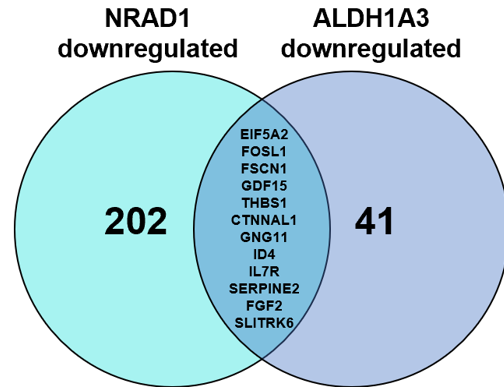 NRAD1 ALDH1A3
downregulated downregulated
EIF5A2
FOSL1
FSCN1
GDF15
THBS1
202 CTNNAL1 41
GNG11
ID4
IL7R
SERPINE2
FGF2
SLITRK6